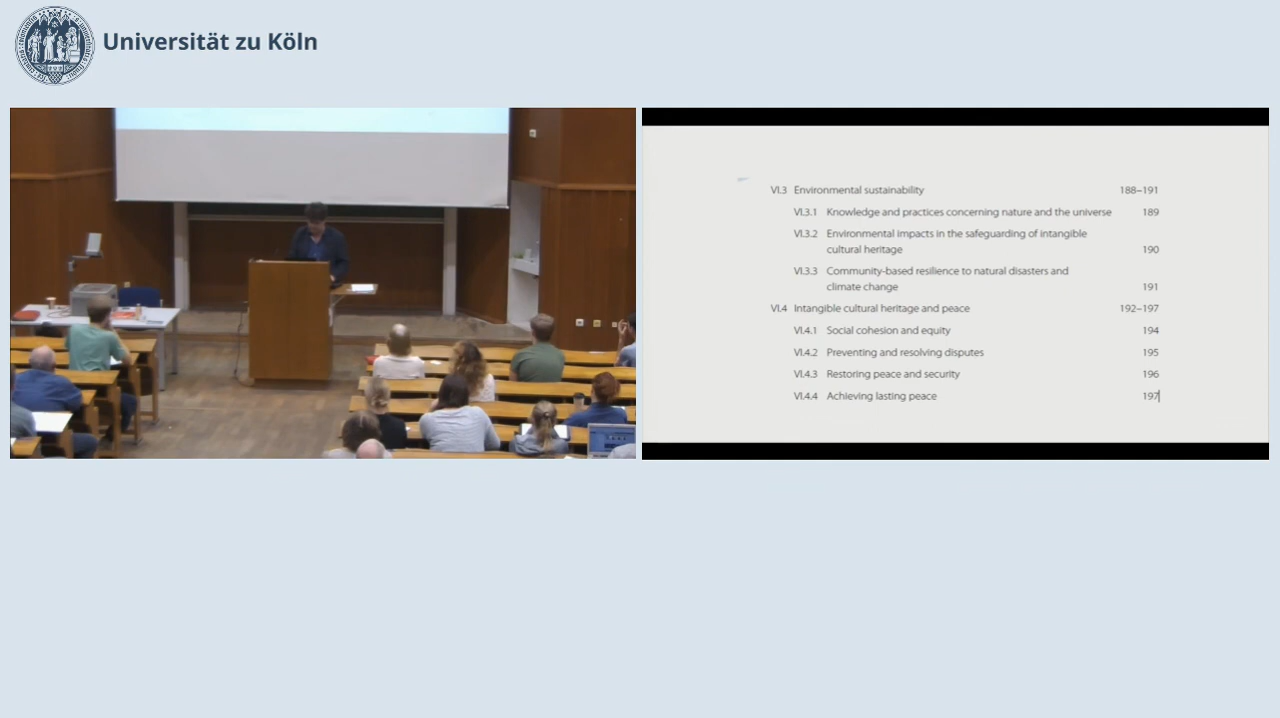 Universität zu Köln
VI.3 Environmental sustainability 188–191
VI.3.1 Knowledge and practices concerning nature and the universe 189
VI.3.2 Environmental impacts in the safeguarding of intangible
cultural heritage 190
VI.3.3 Community-based resilience to natural disasters and
climate change 191
VI.4 Intangible cultural heritage and peace 192–197
VI.4.1 Social cohesion and equity 194
VI.4.2 Preventing and resolving disputes 195
VI.4.3 Restoring peace and security 196
VI.4.4 Achieving lasting peace 197